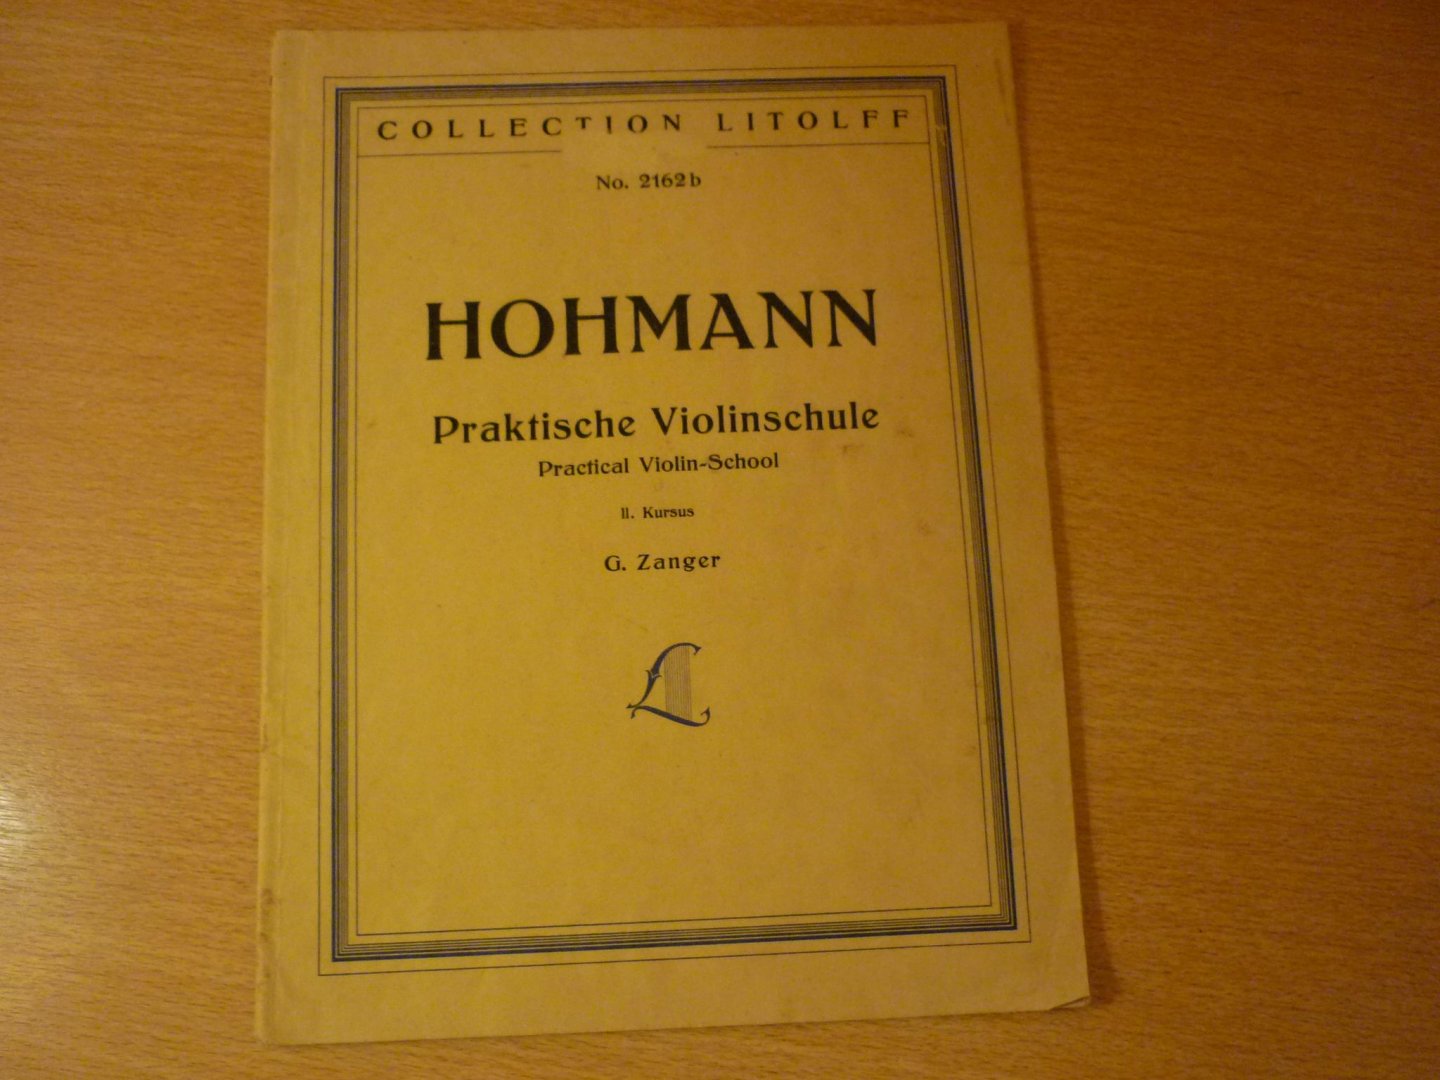 COLLECTION LITOLFF
No. 2162b
HOHMANN
Praktische Violinschule
Practical Violin-School
II. Kursus
G. Zanger
L